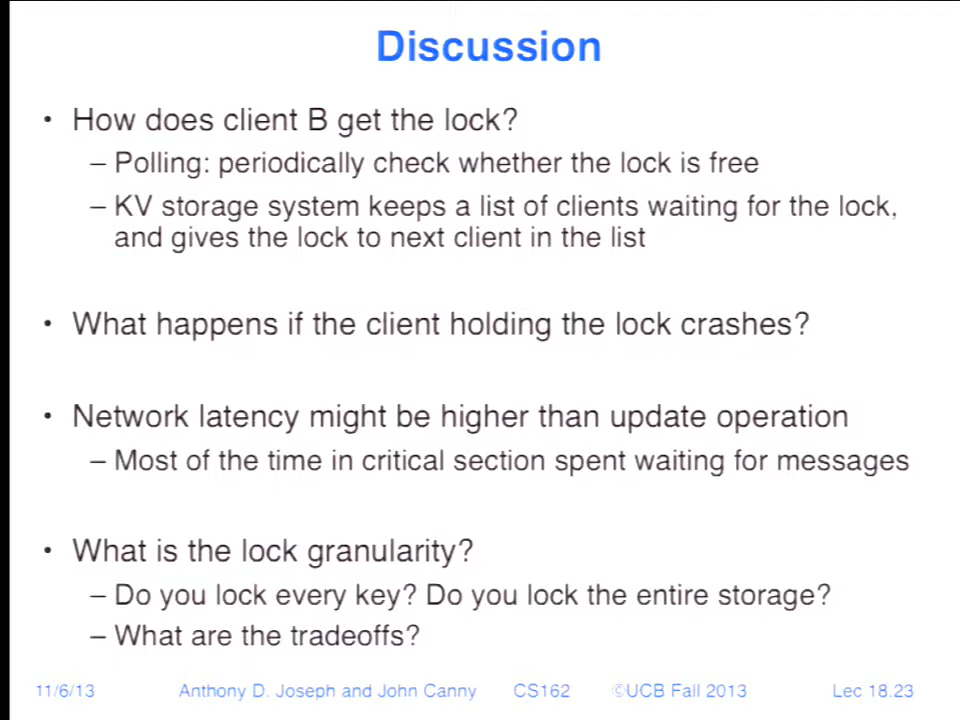 Discussion
• How does client B get the lock?
– Polling: periodically check whether the lock is free
– KV storage system keeps a list of clients waiting for the lock,
and gives the lock to next client in the list
• What happens if the client holding the lock crashes?
• Network latency might be higher than update operation
– Most of the time in critical section spent waiting for messages
• What is the lock granularity?
– Do you lock every key? Do you lock the entire storage?
– What are the tradeoffs?
11/6/13 Anthony D. Joseph and John Canny CS162 ©UCB Fall 2013 Lec 18.23